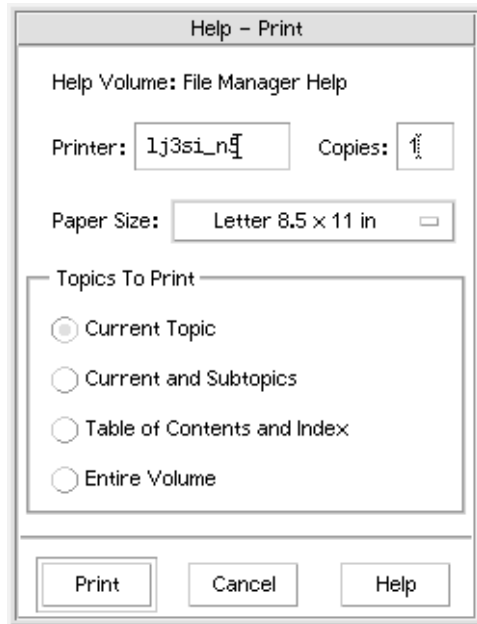 Help - Print
Help Volume: File Manager Help
Printer: lj3si_n5 Copies: 1
Paper Size: Letter 8.5 × 11 in
Topics To Print
Current Topic
Current and Subtopics
Table of Contents and Index
Entire Volume
Print Cancel Help